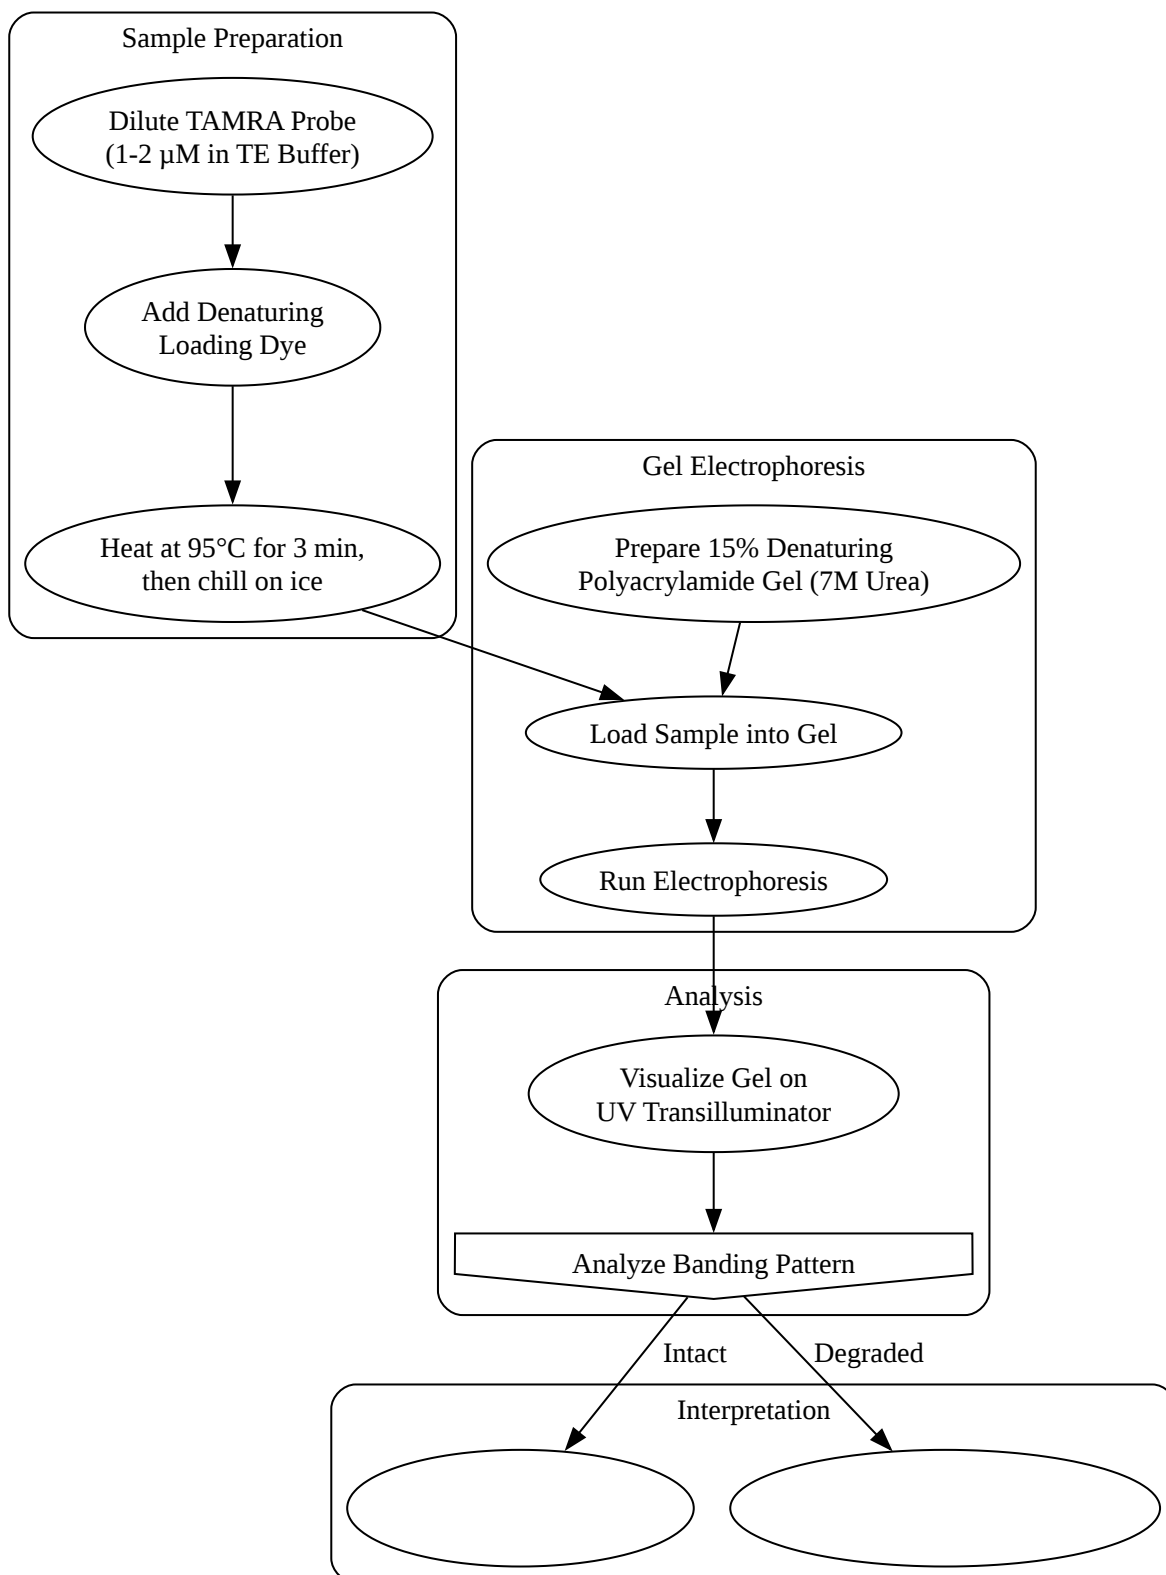 Sample Preparation
Dilute TAMRA Probe
(1-2 µM in TE Buffer)
Add Denaturing
Loading Dye
Heat at 95°C for 3 min,
then chill on ice
Gel Electrophoresis
Prepare 15% Denaturing
Polyacrylamide Gel (7M Urea)
Load Sample into Gel
Run Electrophoresis
Analysis
Visualize Gel on
UV Transilluminator
Analyze Banding Pattern
Intact
Degraded
Interpretation